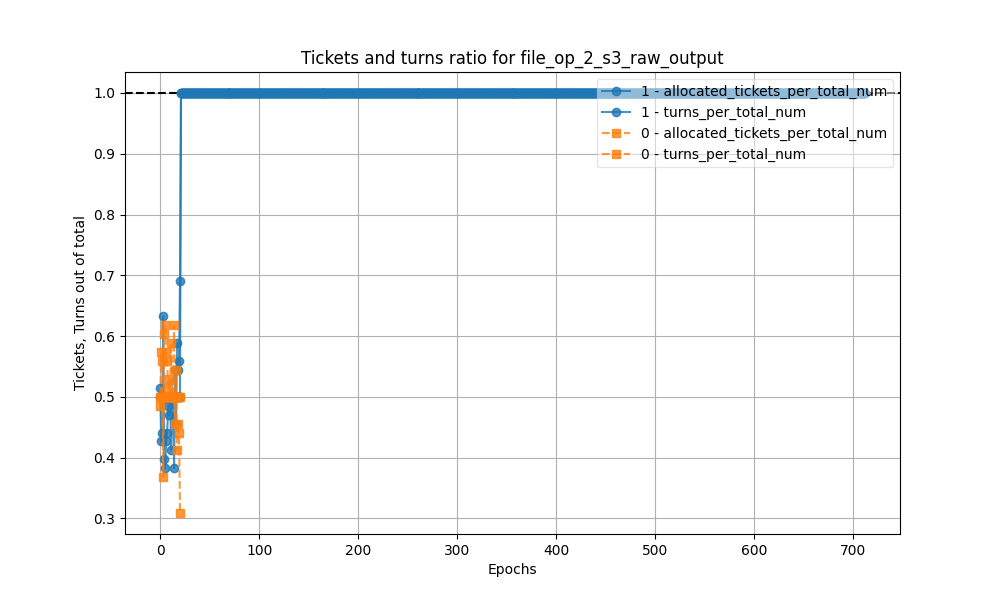 Tickets and turns ratio for file_op_2_s3_raw_output
1.0
0.9
0.8
0.7
0.6
0.5
0.4
0.3
Tickets, Turns out of total
1 - allocated_tickets_per_total_num
1 - turns_per_total_num
0 - allocated_tickets_per_total_num
0 - turns_per_total_num
0 100 200 300 400 500 600 700
Epochs